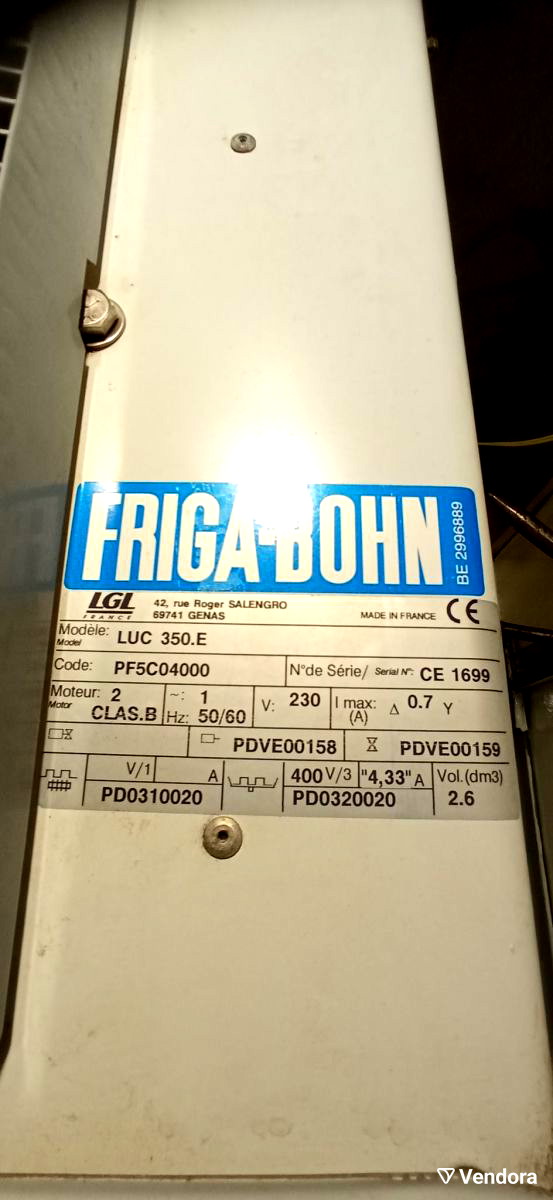 FRIGA-BOHN
BE 2996889
LGL
FRANCE
42, rue Roger SALENGRO
69741 GENAS
MADE IN FRANCE CE
Modèle: LUC 350.E
Model
Code: PF5C04000 N°de Série/ Serial N°: CE 1699
Moteur: 2 ~: 1 V: 230 I max: Δ 0.7 Y
Motor CLAS.B Hz: 50/60 (A)
PDVE00158 PDVE00159
V/1 A 400 V/3 "4,33" A Vol.(dm3)
PD0310020 PD0320020 2.6
Vendora